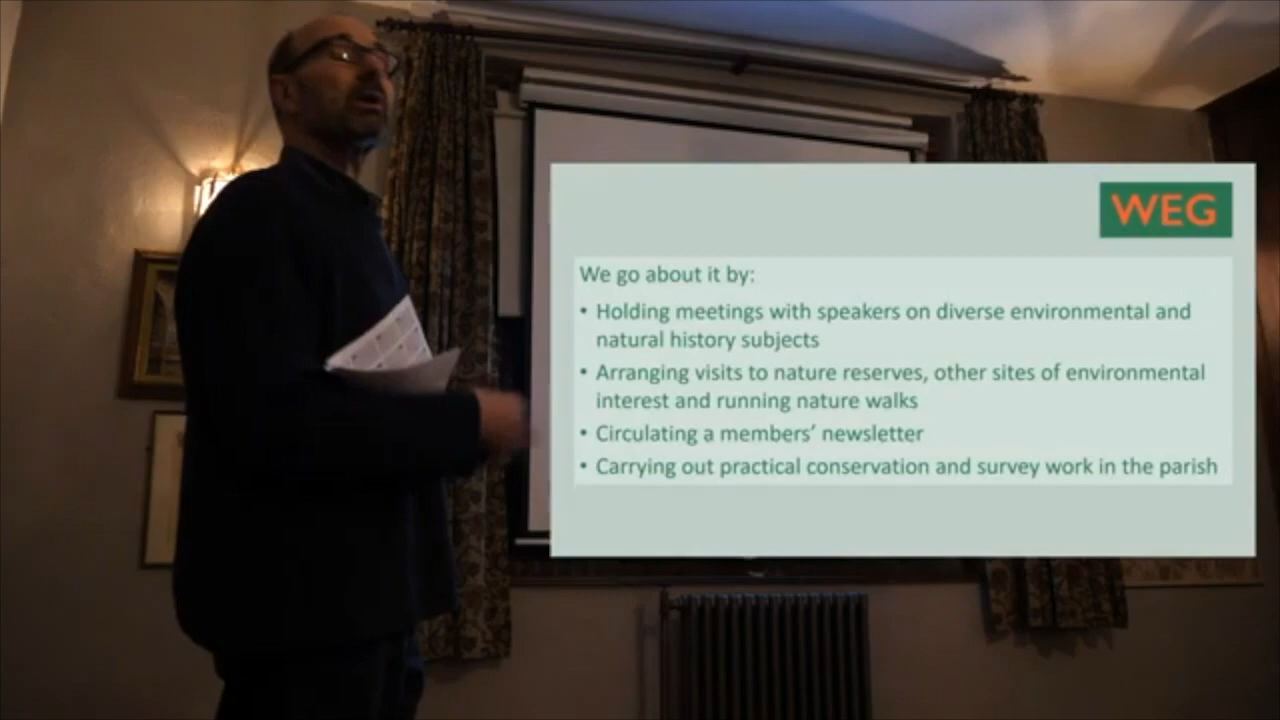 WEG
We go about it by:
• Holding meetings with speakers on diverse environmental and
natural history subjects
• Arranging visits to nature reserves, other sites of environmental
interest and running nature walks
• Circulating a members’ newsletter
• Carrying out practical conservation and survey work in the parish